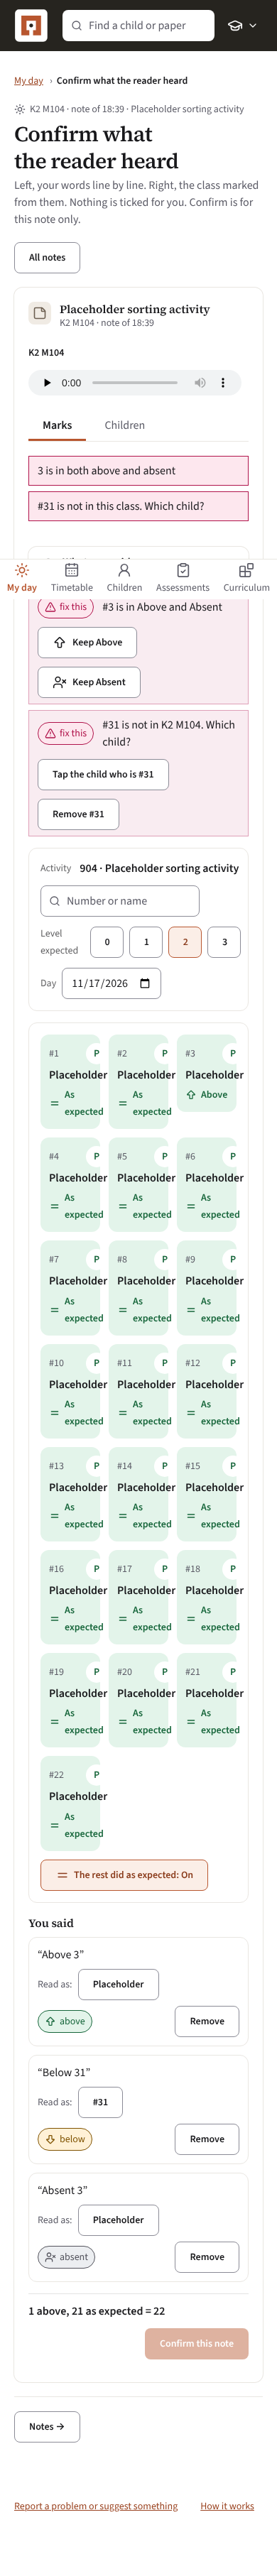 Find a child or paper
My day › Confirm what the reader heard
K2 M104 · note of 18:39 · Placeholder sorting activity
Confirm what
the reader heard
Left, your words line by line. Right, the class marked
from them. Nothing is ticked for you. Confirm is for
this note only.
All notes
Placeholder sorting activity
K2 M104 · note of 18:39
K2 M104
0:00
Marks Children
3 is in both above and absent
#31 is not in this class. Which child?
My day Timetable Children Assessments Curriculum
fix this #3 is in Above and Absent
Keep Above
Keep Absent
fix this #31 is not in K2 M104. Which
child?
Tap the child who is #31
Remove #31
Activity 904 · Placeholder sorting activity
Number or name
Level
expected 0 1 2 3
Day 11/17/2026
#1 P #2 P #3 P
Placeholder Placeholder Placeholder
As As Above
expected expected
#4 P #5 P #6 P
Placeholder Placeholder Placeholder
As As As
expected expected expected
#7 P #8 P #9 P
Placeholder Placeholder Placeholder
As As As
expected expected expected
#10 P #11 P #12 P
Placeholder Placeholder Placeholder
As As As
expected expected expected
#13 P #14 P #15 P
Placeholder Placeholder Placeholder
As As As
expected expected expected
#16 P #17 P #18 P
Placeholder Placeholder Placeholder
As As As
expected expected expected
#19 P #20 P #21 P
Placeholder Placeholder Placeholder
As As As
expected expected expected
#22 P
Placeholder
As
expected
The rest did as expected: On
You said
“Above 3”
Read as: Placeholder
above Remove
“Below 31”
Read as: #31
below Remove
“Absent 3”
Read as: Placeholder
absent Remove
1 above, 21 as expected = 22
Confirm this note
Notes →
Report a problem or suggest something How it works